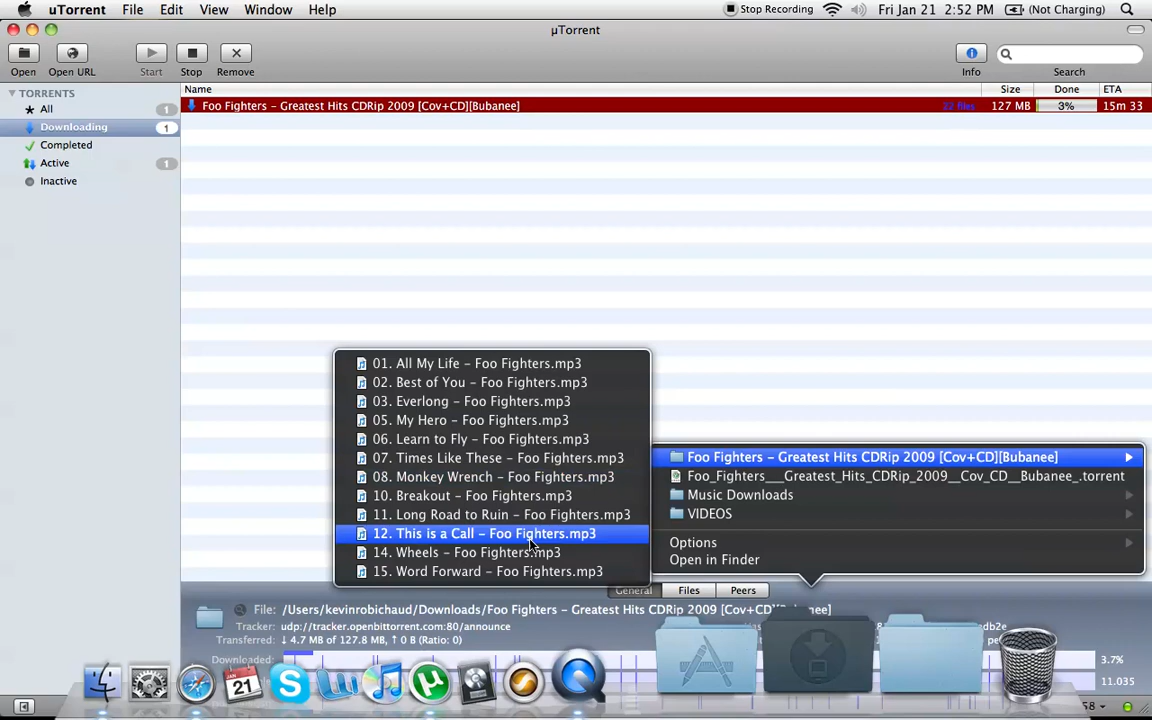 µTorrent File Edit View Window Help Stop Recording Fri Jan 21 2:52 PM (Not Charging)
µTorrent
Open Open URL Start Stop Remove Info Search
TORRENTS
All 1
Downloading 1
Completed
Active 1
Inactive
Name Size Done ETA
Foo Fighters – Greatest Hits CDRip 2009 [Cov+CD][Bubanee] 22 files 127 MB 3% 15m 33
01. All My Life – Foo Fighters.mp3
02. Best of You – Foo Fighters.mp3
03. Everlong – Foo Fighters.mp3
05. My Hero – Foo Fighters.mp3
06. Learn to Fly – Foo Fighters.mp3
07. Times Like These – Foo Fighters.mp3
08. Monkey Wrench – Foo Fighters.mp3
10. Breakout – Foo Fighters.mp3
11. Long Road to Ruin – Foo Fighters.mp3
12. This is a Call – Foo Fighters.mp3
14. Wheels – Foo Fighters.mp3
15. Word Forward – Foo Fighters.mp3
Foo Fighters – Greatest Hits CDRip 2009 [Cov+CD][Bubanee]
Foo_Fighters___Greatest_Hits_CDRip_2009__Cov_CD__Bubanee_.torrent
Music Downloads
VIDEOS
Options
Open in Finder
General Files Peers
File: /Users/kevinrobichaud/Downloads/Foo Fighters – Greatest Hits CDRip 2009 [Cov+CD][Bubanee]
Tracker: udp://tracker.openbittorrent.com:80/announce
Transferred: ↓ 4.7 MB of 127.8 MB, ↑ 0 B (Ratio: 0)
Downloaded: 3.7%
11.035
JAN
21